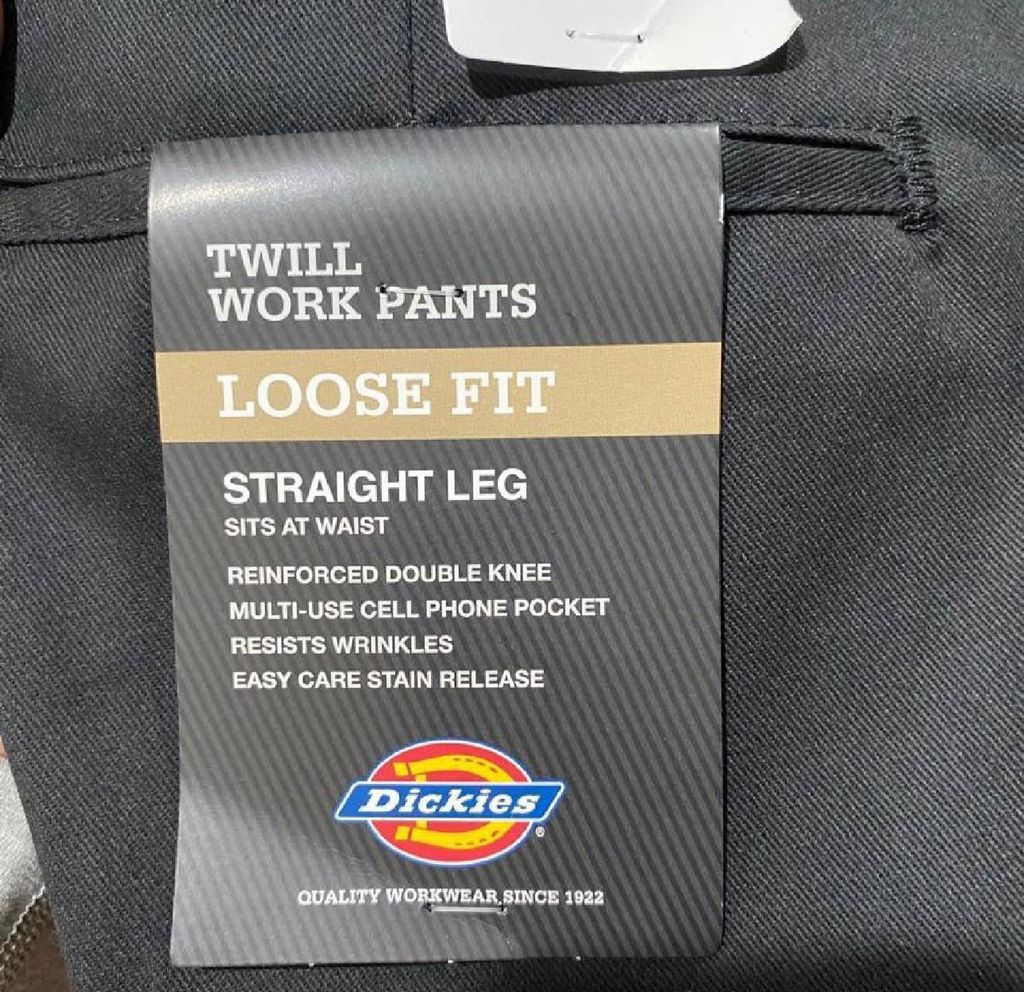 TWILL
WORK PANTS
LOOSE FIT
STRAIGHT LEG
SITS AT WAIST
REINFORCED DOUBLE KNEE
MULTI-USE CELL PHONE POCKET
RESISTS WRINKLES
EASY CARE STAIN RELEASE
Dickies
®
QUALITY WORKWEAR SINCE 1922